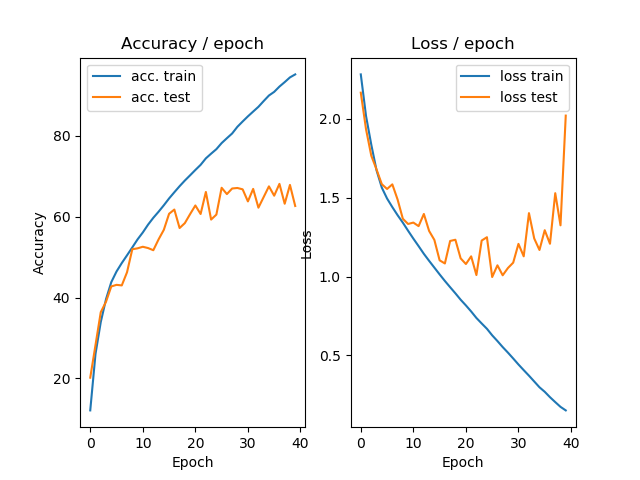 Accuracy / epoch
acc. train
acc. test
80
60
40
20
Accuracy
0
10
20
30
40
Epoch
Loss / epoch
loss train
loss test
2.0
1.5
1.0
0.5
Loss
0
10
20
30
40
Epoch